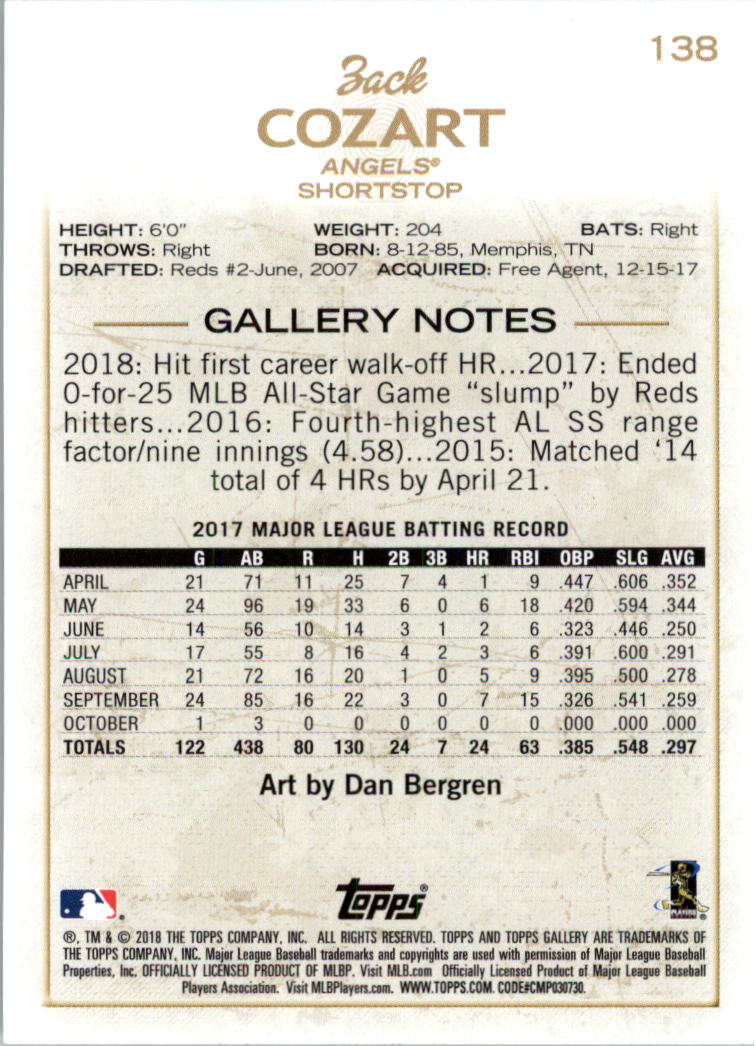 138
Zack
COZART
ANGELS®
SHORTSTOP
HEIGHT: 6'0" WEIGHT: 204 BATS: Right
THROWS: Right BORN: 8-12-85, Memphis, TN
DRAFTED: Reds #2-June, 2007 ACQUIRED: Free Agent, 12-15-17
GALLERY NOTES
2018: Hit first career walk-off HR...2017: Ended
0-for-25 MLB All-Star Game “slump” by Reds
hitters...2016: Fourth-highest AL SS range
factor/nine innings (4.58)...2015: Matched ‘14
total of 4 HRs by April 21.
2017 MAJOR LEAGUE BATTING RECORD
G AB R H 2B 3B HR RBI OBP SLG AVG
APRIL 21 71 11 25 7 4 1 9 .447 .606 .352
MAY 24 96 19 33 6 0 6 18 .420 .594 .344
JUNE 14 56 10 14 3 1 2 6 .323 .446 .250
JULY 17 55 8 16 4 2 3 6 .391 .600 .291
AUGUST 21 72 16 20 1 0 5 9 .395 .500 .278
SEPTEMBER 24 85 16 22 3 0 7 15 .326 .541 .259
OCTOBER 1 3 0 0 0 0 0 0 .000 .000 .000
TOTALS 122 438 80 130 24 7 24 63 .385 .548 .297
Art by Dan Bergren
topps®
PLAYERS
®, TM & © 2018 THE TOPPS COMPANY, INC. ALL RIGHTS RESERVED. TOPPS AND TOPPS GALLERY ARE TRADEMARKS OF
THE TOPPS COMPANY, INC. Major League Baseball trademarks and copyrights are used with permission of Major League Baseball
Properties, Inc. OFFICIALLY LICENSED PRODUCT OF MLBP. Visit MLB.com Officially Licensed Product of Major League Baseball
Players Association. Visit MLBPlayers.com. WWW.TOPPS.COM. CODE#CMP030730.